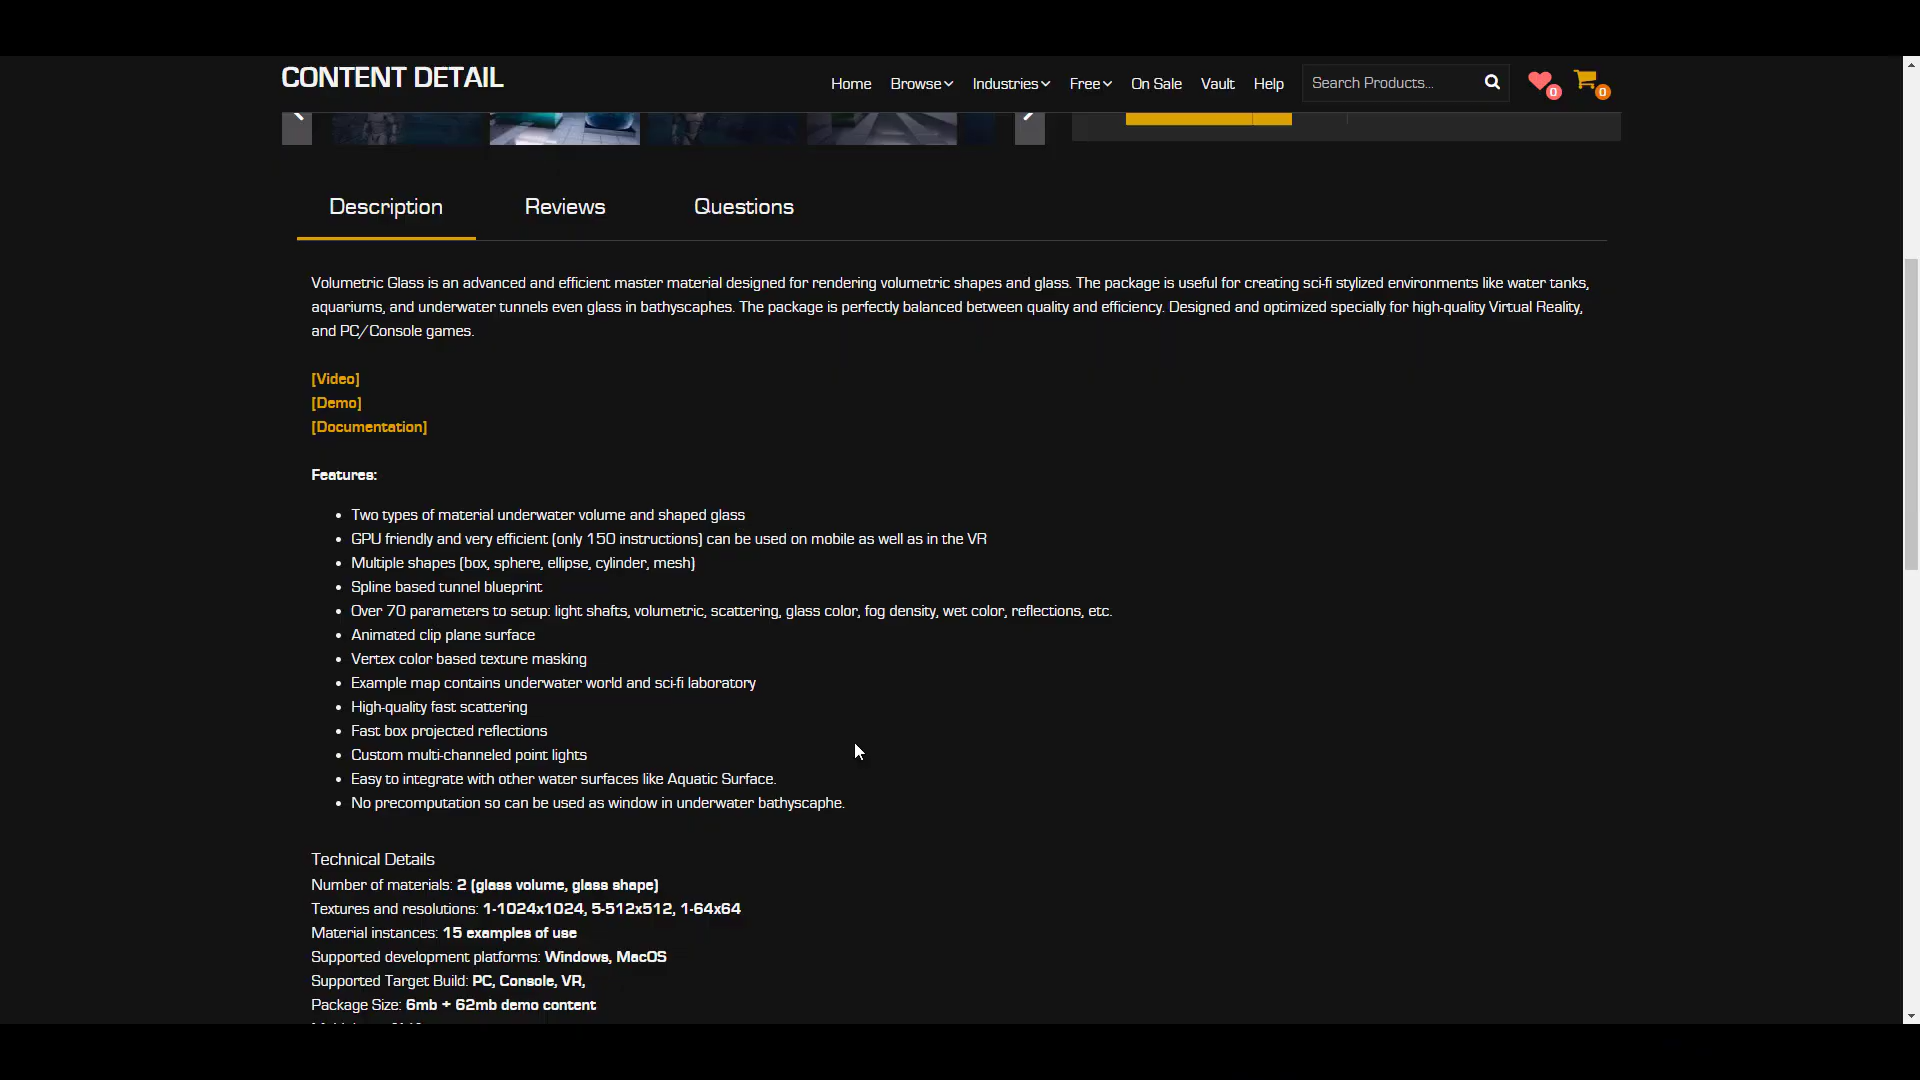 CONTENT DETAIL
Home Browse Industries Free On Sale Vault Help Search Products... 0 0
Description Reviews Questions
Volumetric Glass is an advanced and efficient master material designed for rendering volumetric shapes and glass. The package is useful for creating sci-fi stylized environments like water tanks,
aquariums, and underwater tunnels even glass in bathyscaphes. The package is perfectly balanced between quality and efficiency. Designed and optimized specially for high-quality Virtual Reality,
and PC/Console games.
[Video]
[Demo]
[Documentation]
Features:
• Two types of material underwater volume and shaped glass
• GPU friendly and very efficient (only 150 instructions) can be used on mobile as well as in the VR
• Multiple shapes (box, sphere, ellipse, cylinder, mesh)
• Spline based tunnel blueprint
• Over 70 parameters to setup: light shafts, volumetric, scattering, glass color, fog density, wet color, reflections, etc.
• Animated clip plane surface
• Vertex color based texture masking
• Example map contains underwater world and sci-fi laboratory
• High-quality fast scattering
• Fast box projected reflections
• Custom multi-channeled point lights
• Easy to integrate with other water surfaces like Aquatic Surface.
• No precomputation so can be used as window in underwater bathyscaphe.
Technical Details
Number of materials: 2 (glass volume, glass shape)
Textures and resolutions: 1-1024x1024, 5-512x512, 1-64x64
Material instances: 15 examples of use
Supported development platforms: Windows, MacOS
Supported Target Build: PC, Console, VR,
Package Size: 6mb + 62mb demo content